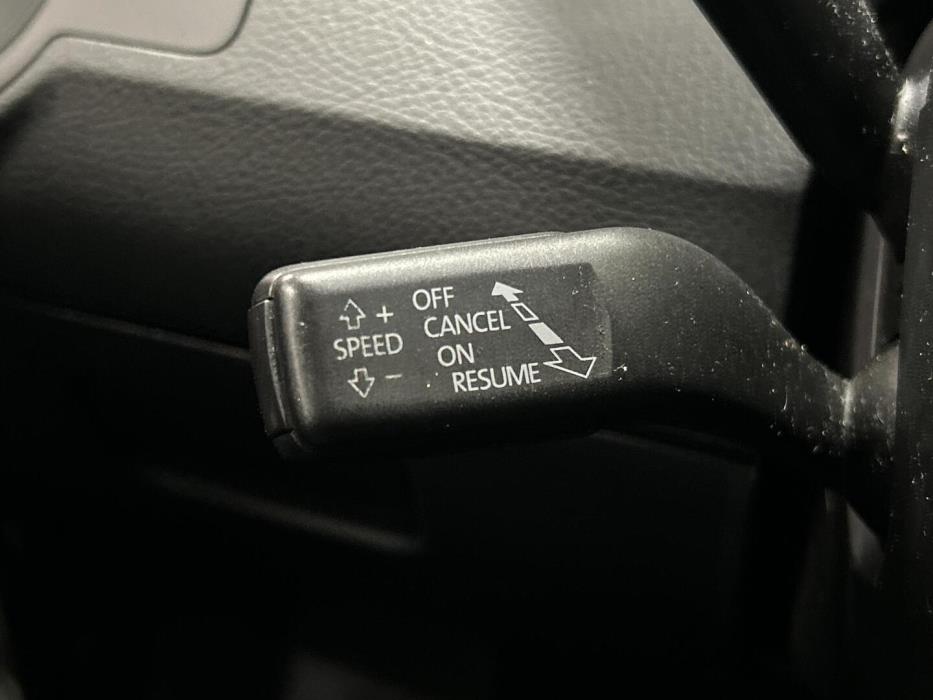 +
SPEED
−
OFF
CANCEL
ON
RESUME